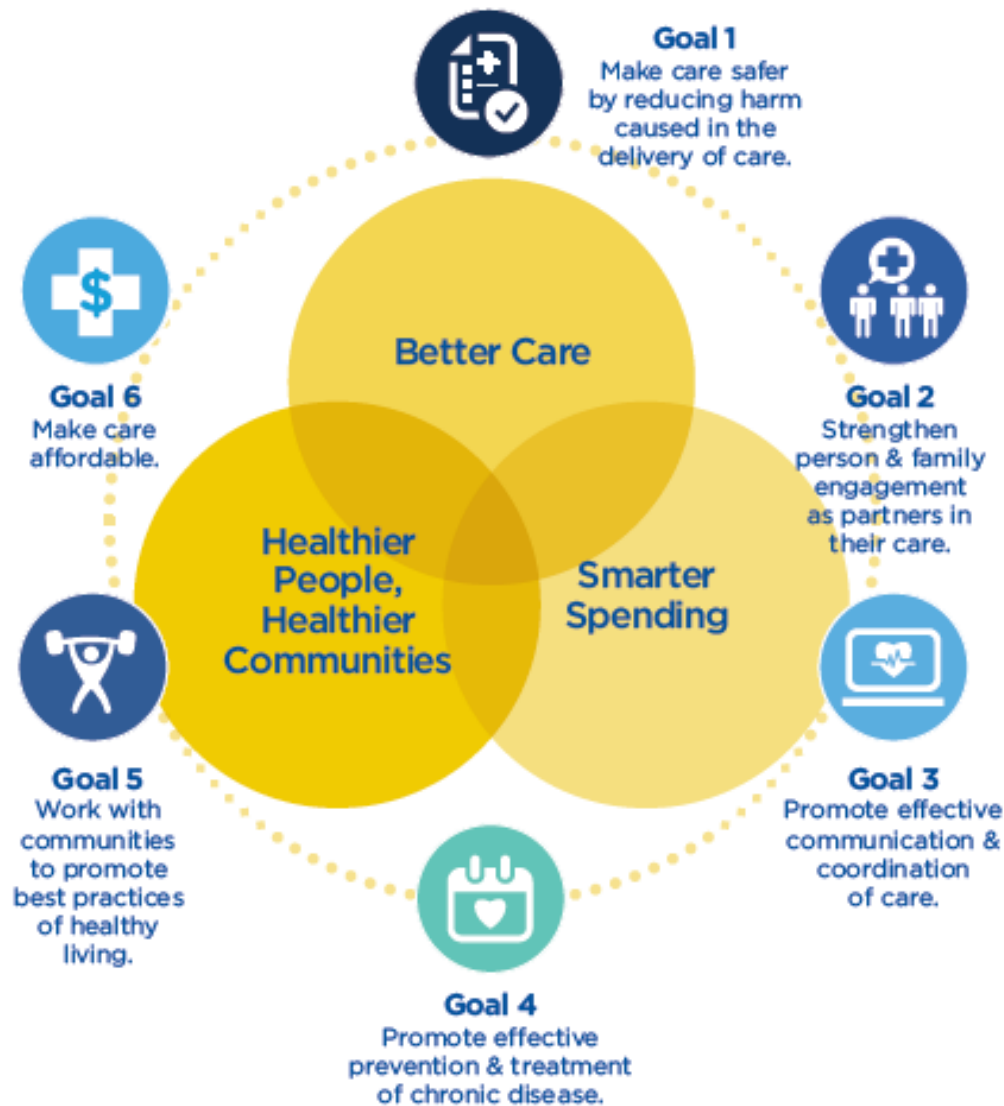 Goal 1
Make care safer
by reducing harm
caused in the
delivery of care.
Better Care
Goal 6
Make care
affordable.
$
Goal 2
Strengthen
person & family
engagement
as partners in
their care.
Healthier
People,
Healthier
Communities
Smarter
Spending
Goal 5
Work with
communities
to promote
best practices
of healthy
living.
Goal 3
Promote effective
communication &
coordination
of care.
Goal 4
Promote effective
prevention & treatment
of chronic disease.